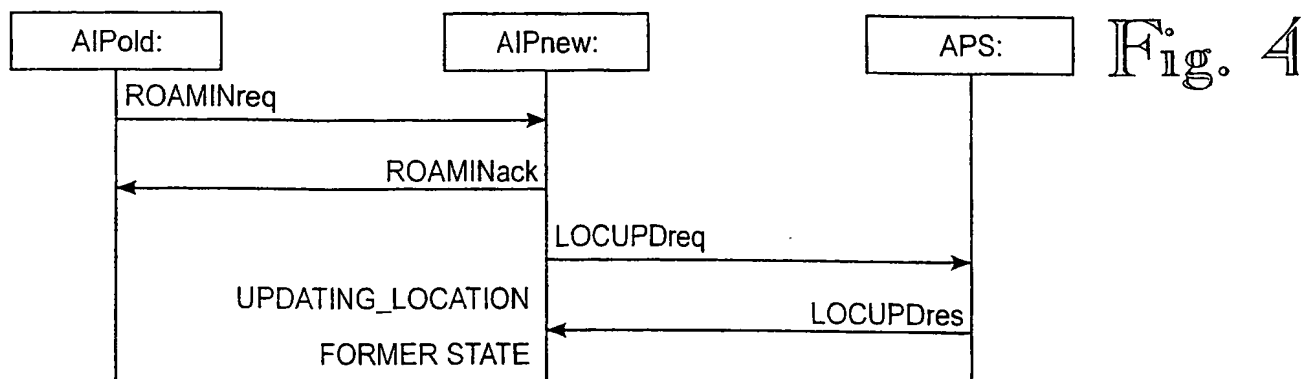 AIPold:
AIPnew:
APS:
Fig. 4
ROAMINreq
ROAMINack
LOCUPDreq
UPDATING_LOCATION
LOCUPDres
FORMER STATE